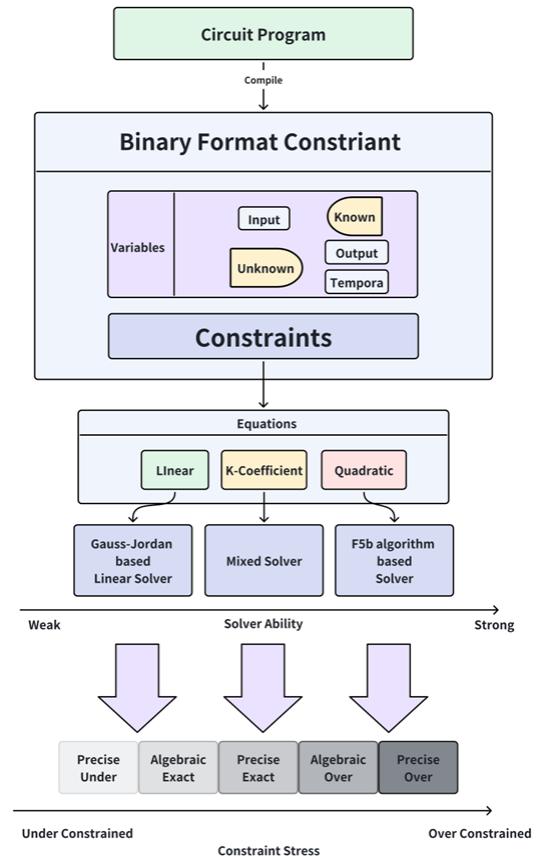 Circuit Program
Compile
Binary Format Constriant
Variables
Input
Known
Unknown
Output
Tempora
Constraints
Equations
LInear
K-Coefficient
Quadratic
Gauss-Jordan
based
Linear Solver
Mixed Solver
F5b algorithm
based
Solver
Weak
Solver Ability
Strong
Precise
Under
Algebraic
Exact
Precise
Exact
Algebraic
Over
Precise
Over
Under Constrained
Over Constrained
Constraint Stress